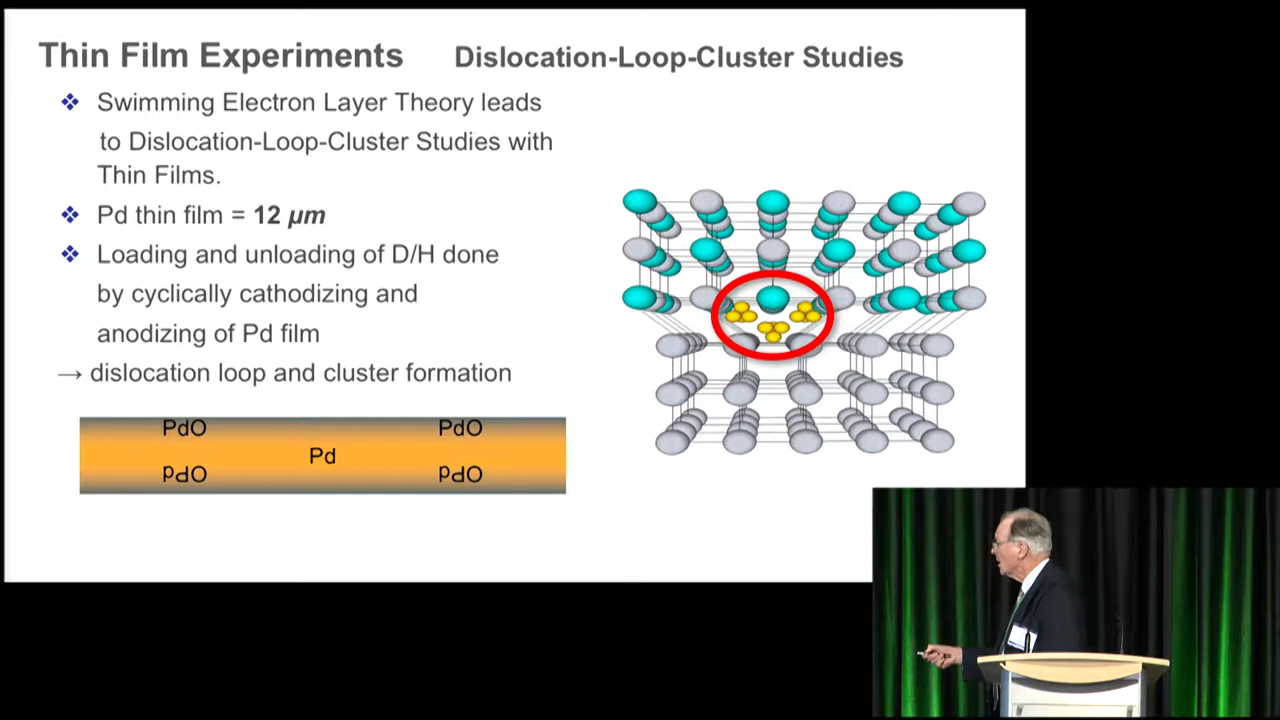 Thin Film Experiments Dislocation-Loop-Cluster Studies
❖ Swimming Electron Layer Theory leads
to Dislocation-Loop-Cluster Studies with
Thin Films.
❖ Pd thin film = 12 μm
❖ Loading and unloading of D/H done
by cyclically cathodizing and
anodizing of Pd film
→ dislocation loop and cluster formation
PdO PdO
Pd
PdO PdO